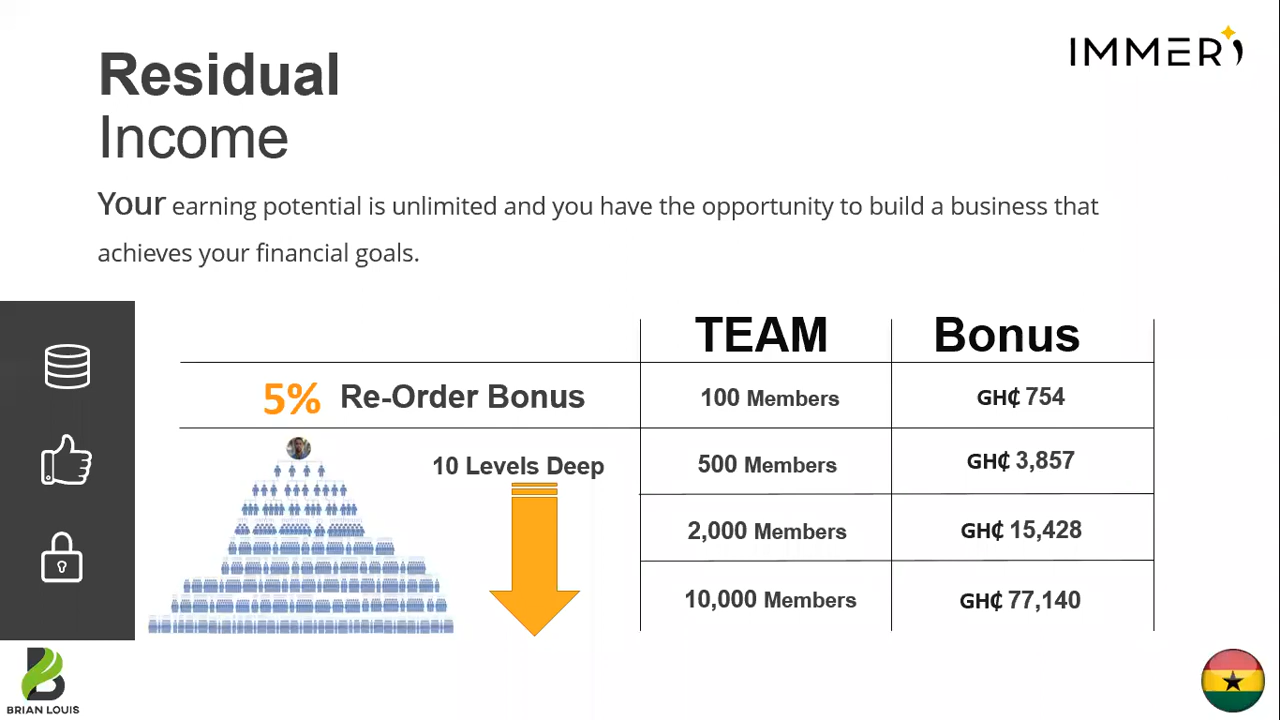 IMMERI
Residual
Income
Your earning potential is unlimited and you have the opportunity to build a business that
achieves your financial goals.
TEAM Bonus
5% Re-Order Bonus 100 Members GH₵ 754
10 Levels Deep 500 Members GH₵ 3,857
2,000 Members GH₵ 15,428
10,000 Members GH₵ 77,140
BRIAN LOUIS